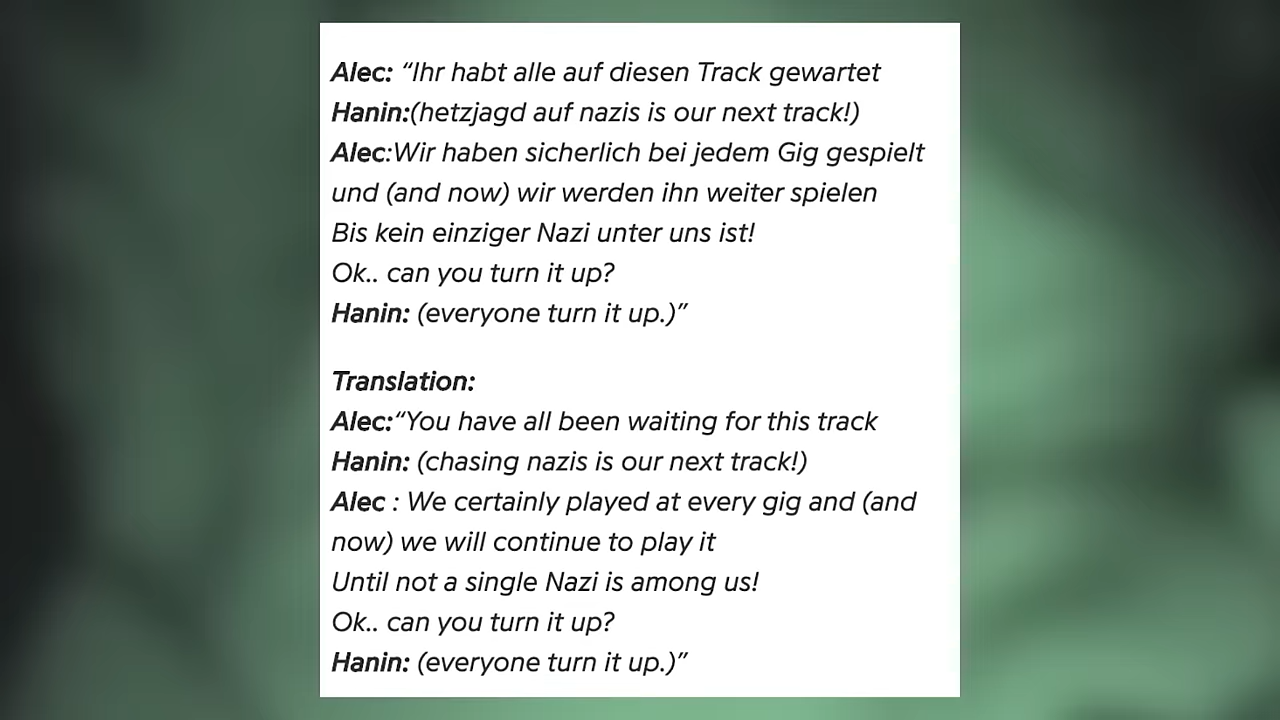 Alec: “Ihr habt alle auf diesen Track gewartet
Hanin:(hetzjagd auf nazis is our next track!)
Alec:Wir haben sicherlich bei jedem Gig gespielt
und (and now) wir werden ihn weiter spielen
Bis kein einziger Nazi unter uns ist!
Ok.. can you turn it up?
Hanin: (everyone turn it up.)”
Translation:
Alec:“You have all been waiting for this track
Hanin: (chasing nazis is our next track!)
Alec : We certainly played at every gig and (and
now) we will continue to play it
Until not a single Nazi is among us!
Ok.. can you turn it up?
Hanin: (everyone turn it up.)”